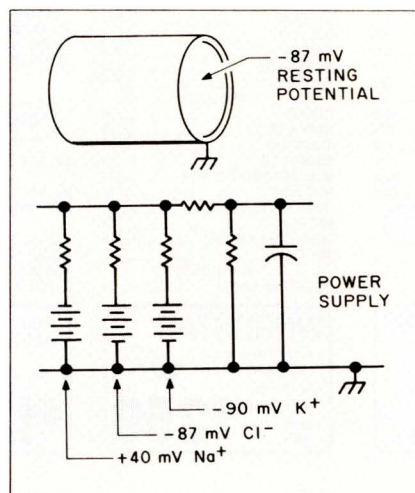 -87 mV
RESTING
POTENTIAL
POWER
SUPPLY
-90 mV K⁺
-87 mV Cl⁻
+40 mV Na⁺